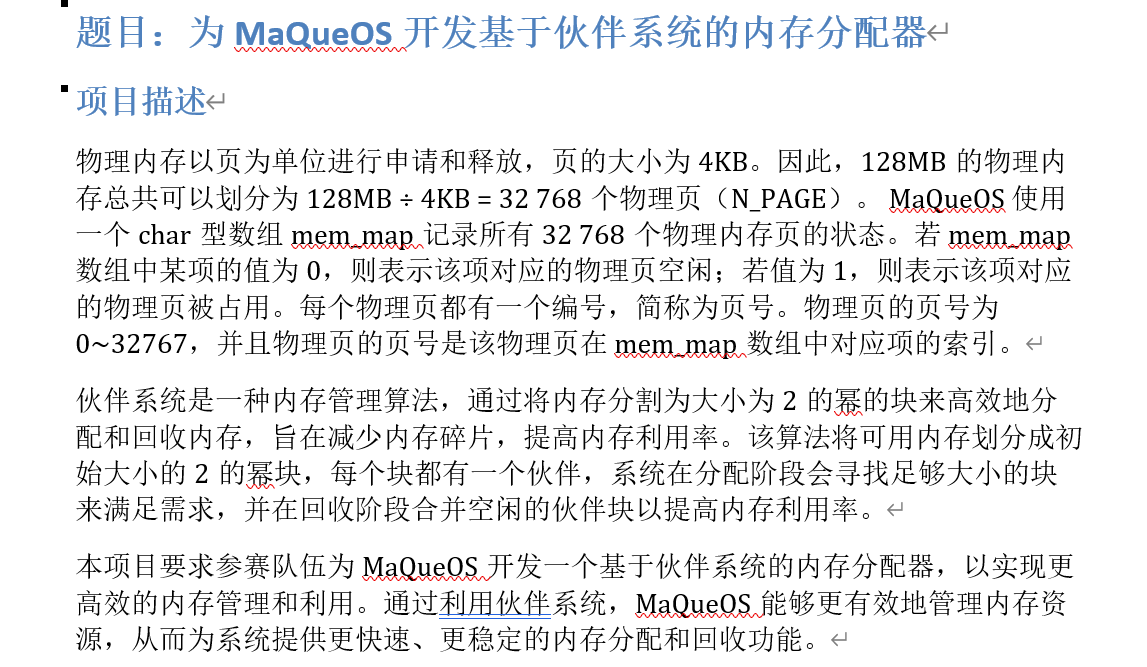 题目：为 MaQueOS 开发基于伙伴系统的内存分配器
项目描述
物理内存以页为单位进行申请和释放，页的大小为 4KB。因此，128MB 的物理内
存总共可以划分为 128MB ÷ 4KB = 32 768 个物理页（N_PAGE）。 MaQueOS 使用
一个 char 型数组 mem_map 记录所有 32 768 个物理内存页的状态。若 mem_map
数组中某项的值为 0，则表示该项对应的物理页空闲；若值为 1，则表示该项对应
的物理页被占用。每个物理页都有一个编号，简称为页号。物理页的页号为
0~32767，并且物理页的页号是该物理页在 mem_map 数组中对应项的索引。
伙伴系统是一种内存管理算法，通过将内存分割为大小为 2 的幂的块来高效地分
配和回收内存，旨在减少内存碎片，提高内存利用率。该算法将可用内存划分成初
始大小的 2 的幂块，每个块都有一个伙伴，系统在分配阶段会寻找足够大小的块
来满足需求，并在回收阶段合并空闲的伙伴块以提高内存利用率。
本项目要求参赛队伍为 MaQueOS 开发一个基于伙伴系统的内存分配器，以实现更
高效的内存管理和利用。通过利用伙伴系统，MaQueOS 能够更有效地管理内存资
源，从而为系统提供更快速、更稳定的内存分配和回收功能。